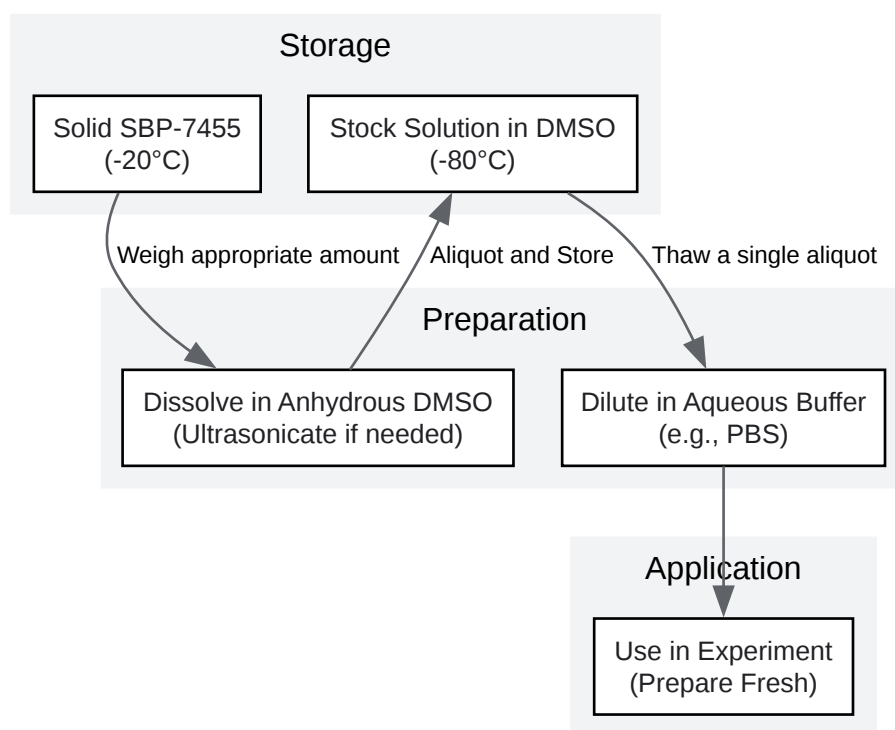 Storage
Solid SBP-7455
(-20°C)
Stock Solution in DMSO
(-80°C)
Weigh appropriate amount
Aliquot and Store
Thaw a single aliquot
Preparation
Dissolve in Anhydrous DMSO
(Ultrasonicate if needed)
Dilute in Aqueous Buffer
(e.g., PBS)
Application
Use in Experiment
(Prepare Fresh)